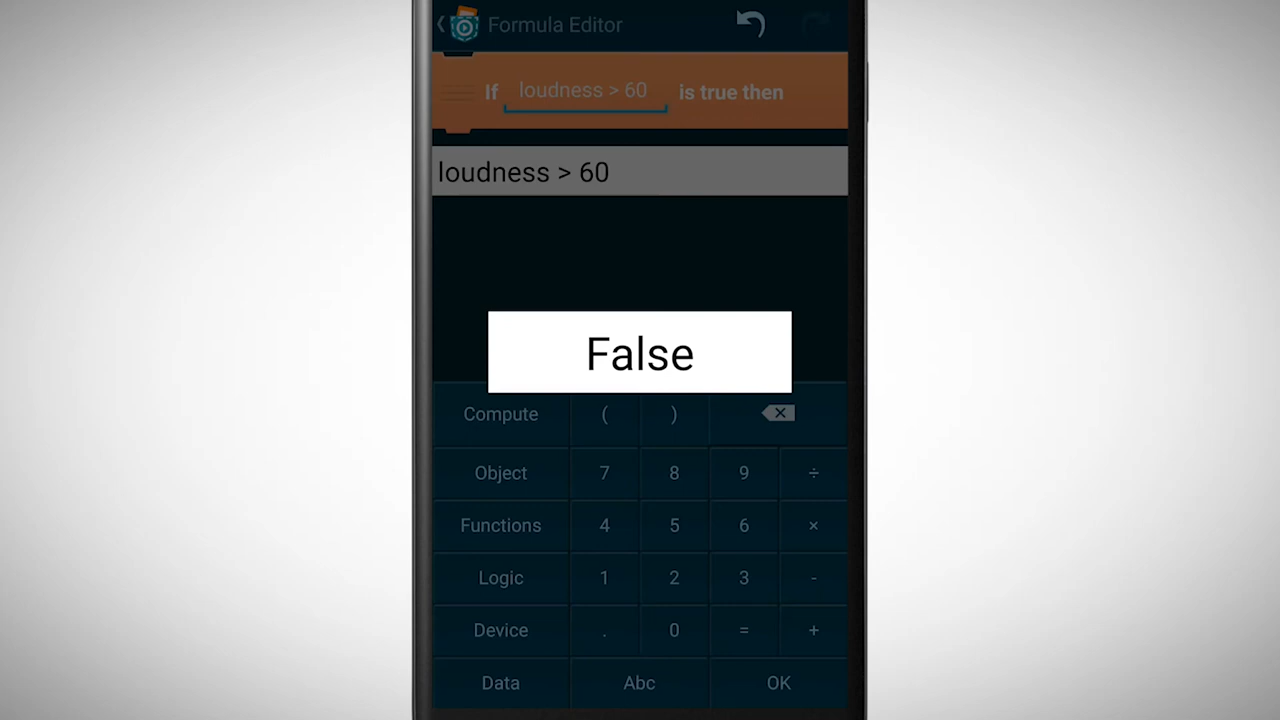 Formula Editor
If loudness > 60 is true then
loudness > 60
False
Compute ( )
Object 7 8 9 ÷
Functions 4 5 6 ×
Logic 1 2 3 -
Device . 0 = +
Data Abc OK